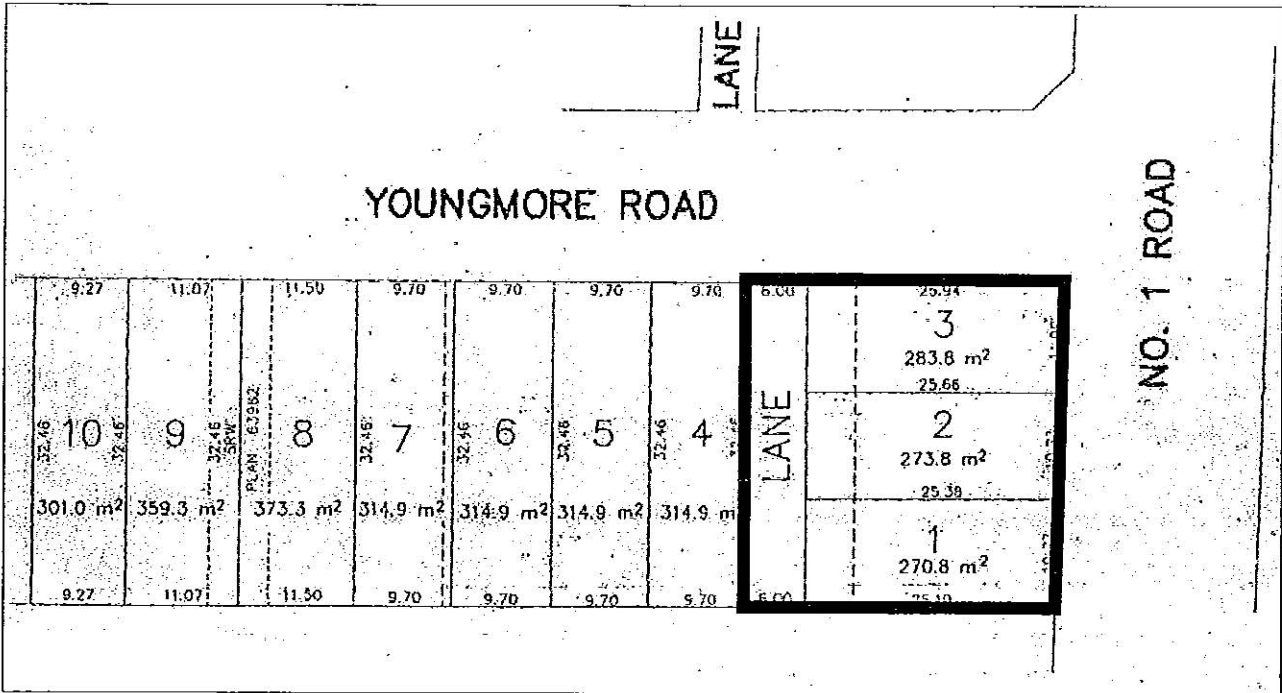 LANE
YOUNGMORE ROAD
NO. 1 ROAD
9.27 11.07 11.50 9.70 9.70 9.70 9.70 6.00 25.94
3
283.8 m²
25.66
10 9 8 7 6 5 4
32.46 32.46 32.46 32.46 32.46 32.46 32.46
SRW
PLAN 63962
LANE
2
273.8 m²
25.38
301.0 m² 359.3 m² 373.3 m² 314.9 m² 314.9 m² 314.9 m² 314.9 m
1
270.8 m²
9.27 11.07 11.50 9.70 9.70 9.70 9.70 6.00 25.10